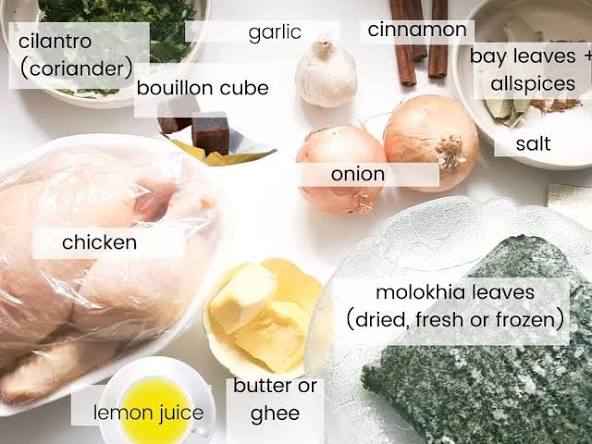 cilantro
(coriander)
garlic
cinnamon
bay leaves +
allspices
bouillon cube
salt
onion
chicken
molokhia leaves
(dried, fresh or frozen)
butter or
ghee
lemon juice